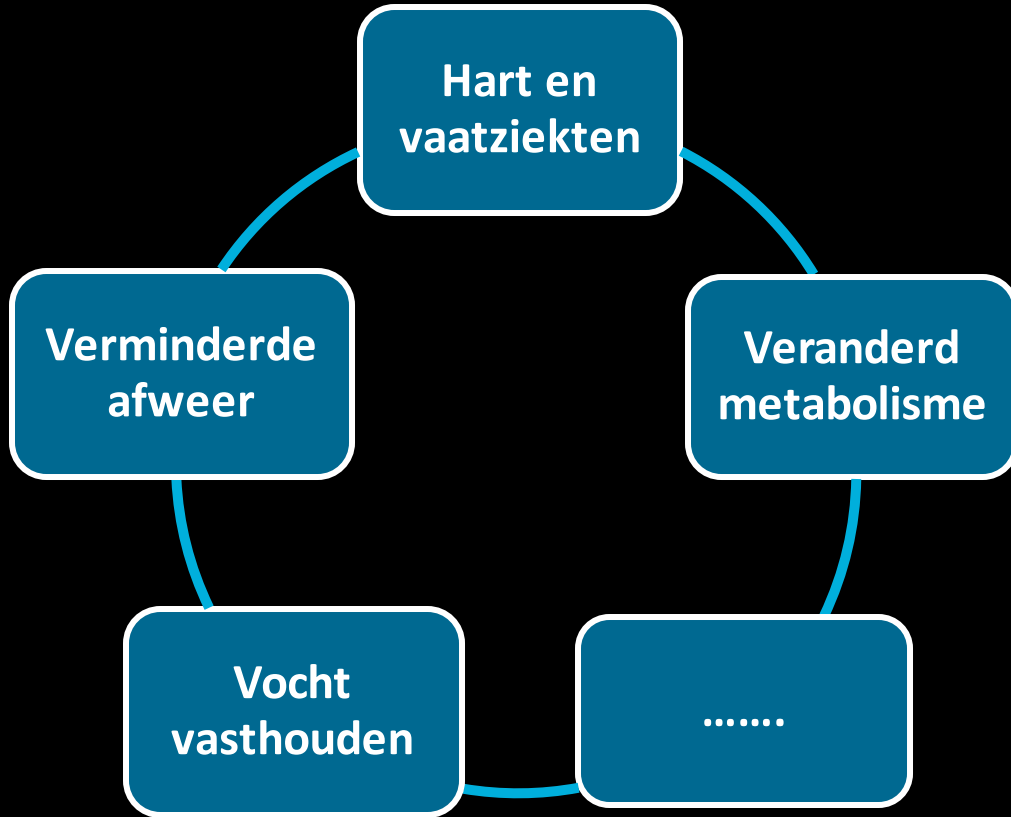 Hart en
vaatziekten
Verminderde
afweer
Veranderd
metabolisme
Vocht
vasthouden
.......